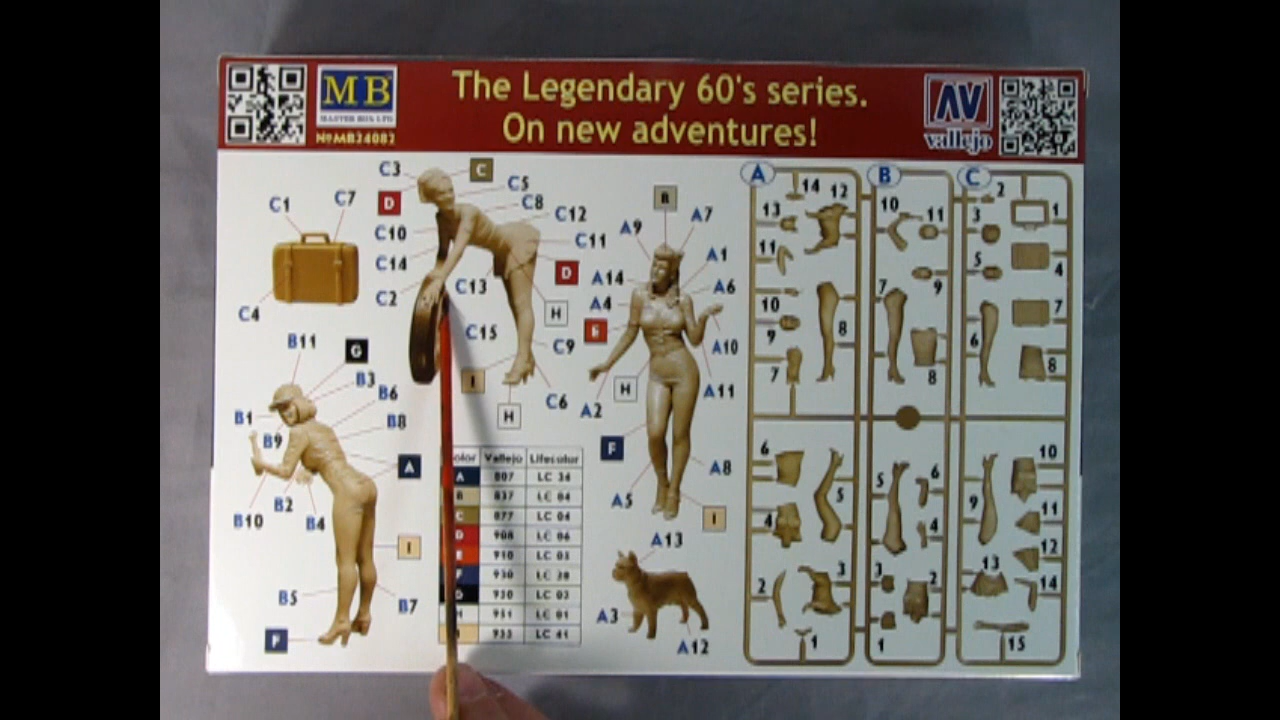 MB
MASTER BOX LTD.
№MB24082
The Legendary 60's series.
On new adventures!
AV
vallejo
C3
C
C5
C1
C7
D
C8
C12
C10
C11
C14
D
C2
C13
C4
H
C15
C9
I
C6
H
B
A7
A9
A1
A14
A6
A4
E
A10
H
A11
A2
F
A8
A5
I
A13
A3
A12
B11
G
B3
B6
B1
B8
B9
A
B2
B10
B4
I
B5
B7
F
olor Vallejo Lifecolor
A 807 LC 34
B 837 LC 04
C 877 LC 04
D 908 LC 06
E 910 LC 05
F 930 LC 28
G 950 LC 02
H 951 LC 01
955 LC 41
A
14
12
13
11
10
9
8
7
6
5
4
3
2
1
B
10
11
9
7
8
6
5
4
3
2
1
C
2
3
1
5
4
7
6
8
10
9
11
12
13
14
15